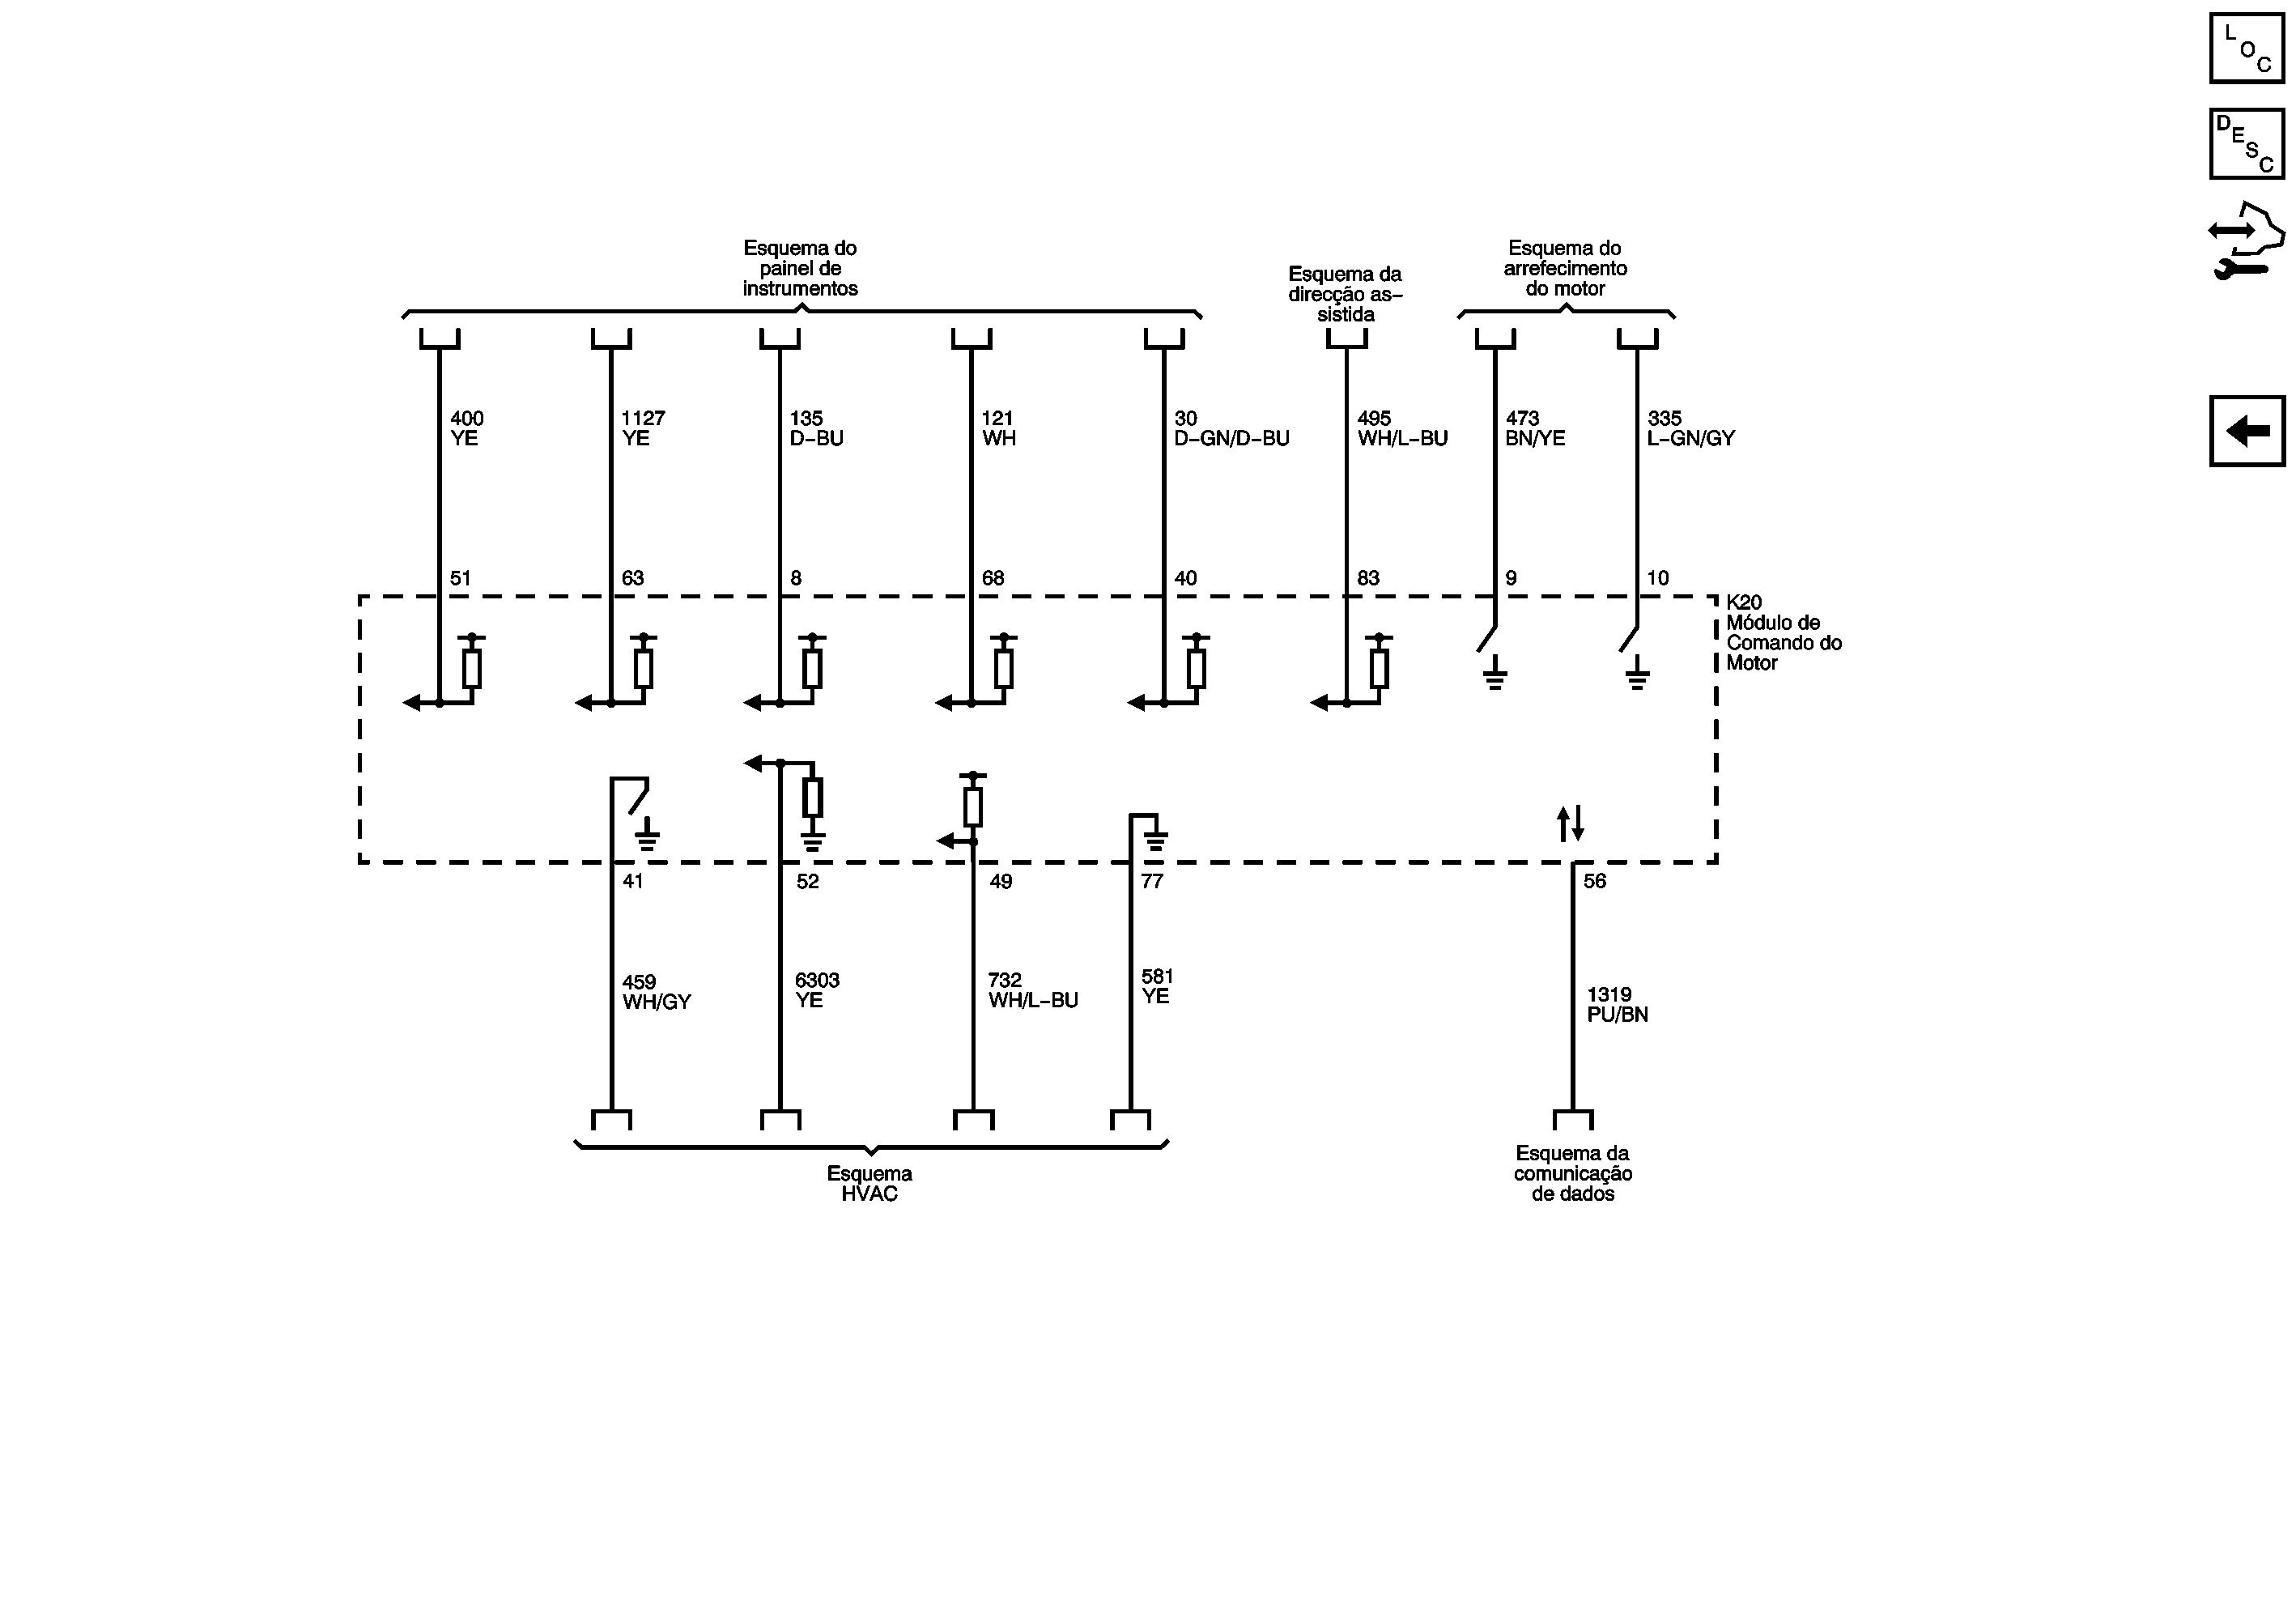 L
O
C
D
E
S
C
Esquema do
painel de
instrumentos
Esquema da
direcção as-
sistida
Esquema do
arrefecimento
do motor
400
YE
1127
YE
135
D-BU
121
WH
30
D-GN/D-BU
495
WH/L-BU
473
BN/YE
335
L-GN/GY
51
63
8
68
40
83
9
10
K20
Módulo de
Comando do
Motor
41
52
49
77
56
459
WH/GY
6303
YE
732
WH/L-BU
581
YE
1319
PU/BN
Esquema
HVAC
Esquema da
comunicação
de dados